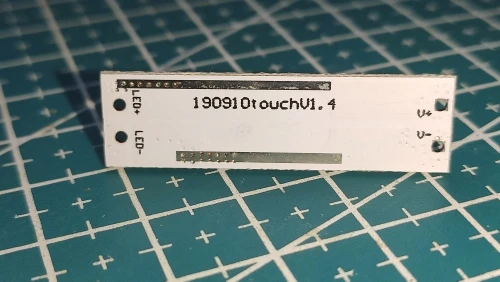 190910touchV1.4
LED+
LED-
V+
V-